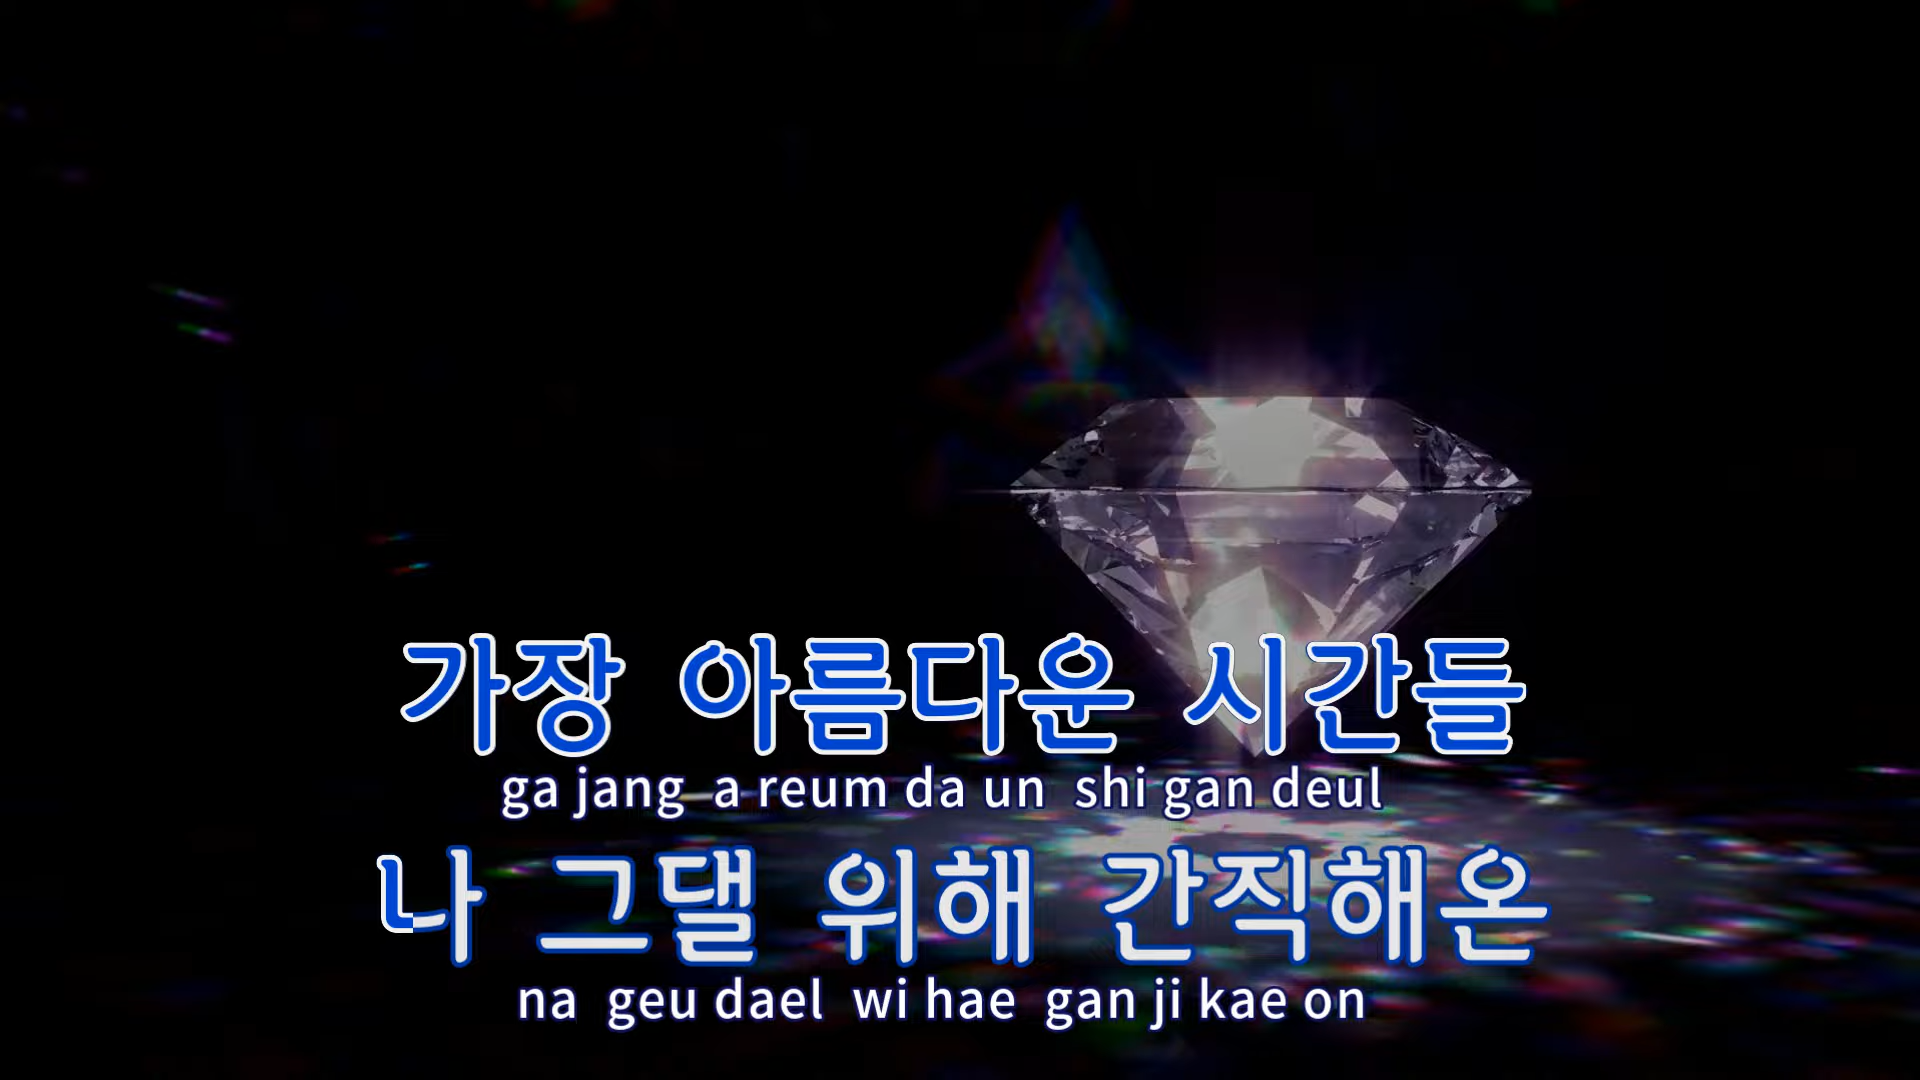 가장 아름다운 시간들
ga jang a reum da un shi gan deul
나 그댈 위해 간직해온
na geu dael wi hae gan ji kae on